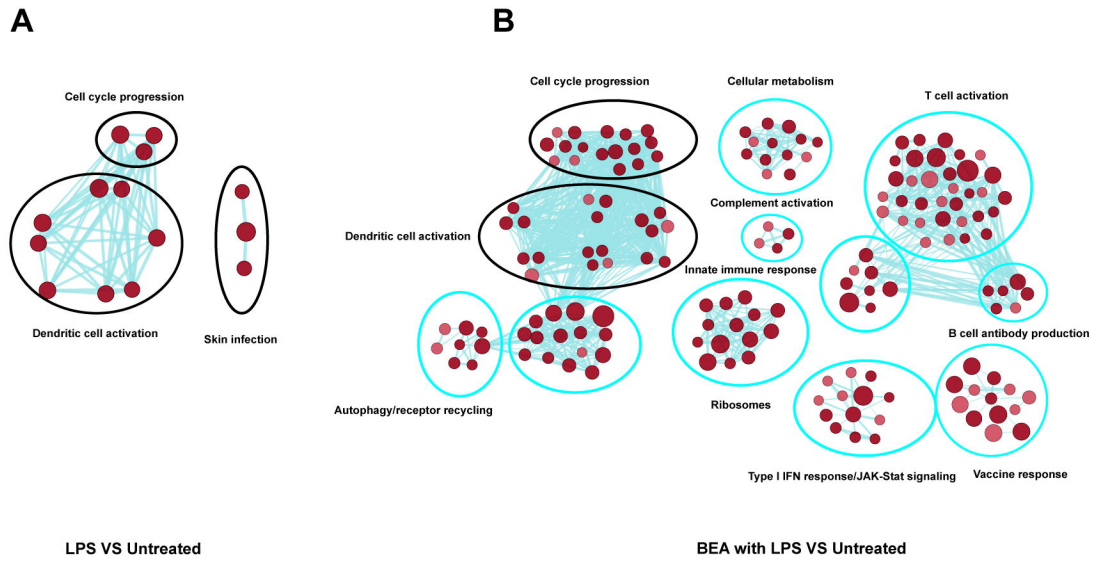 A
B
Cell cycle progression
Dendritic cell activation
Skin infection
LPS VS Untreated
Cell cycle progression
Cellular metabolism
T cell activation
Complement activation
Dendritic cell activation
Innate immune response
B cell antibody production
Autophagy/receptor recycling
Ribosomes
Type I IFN response/JAK-Stat signaling
Vaccine response
BEA with LPS VS Untreated